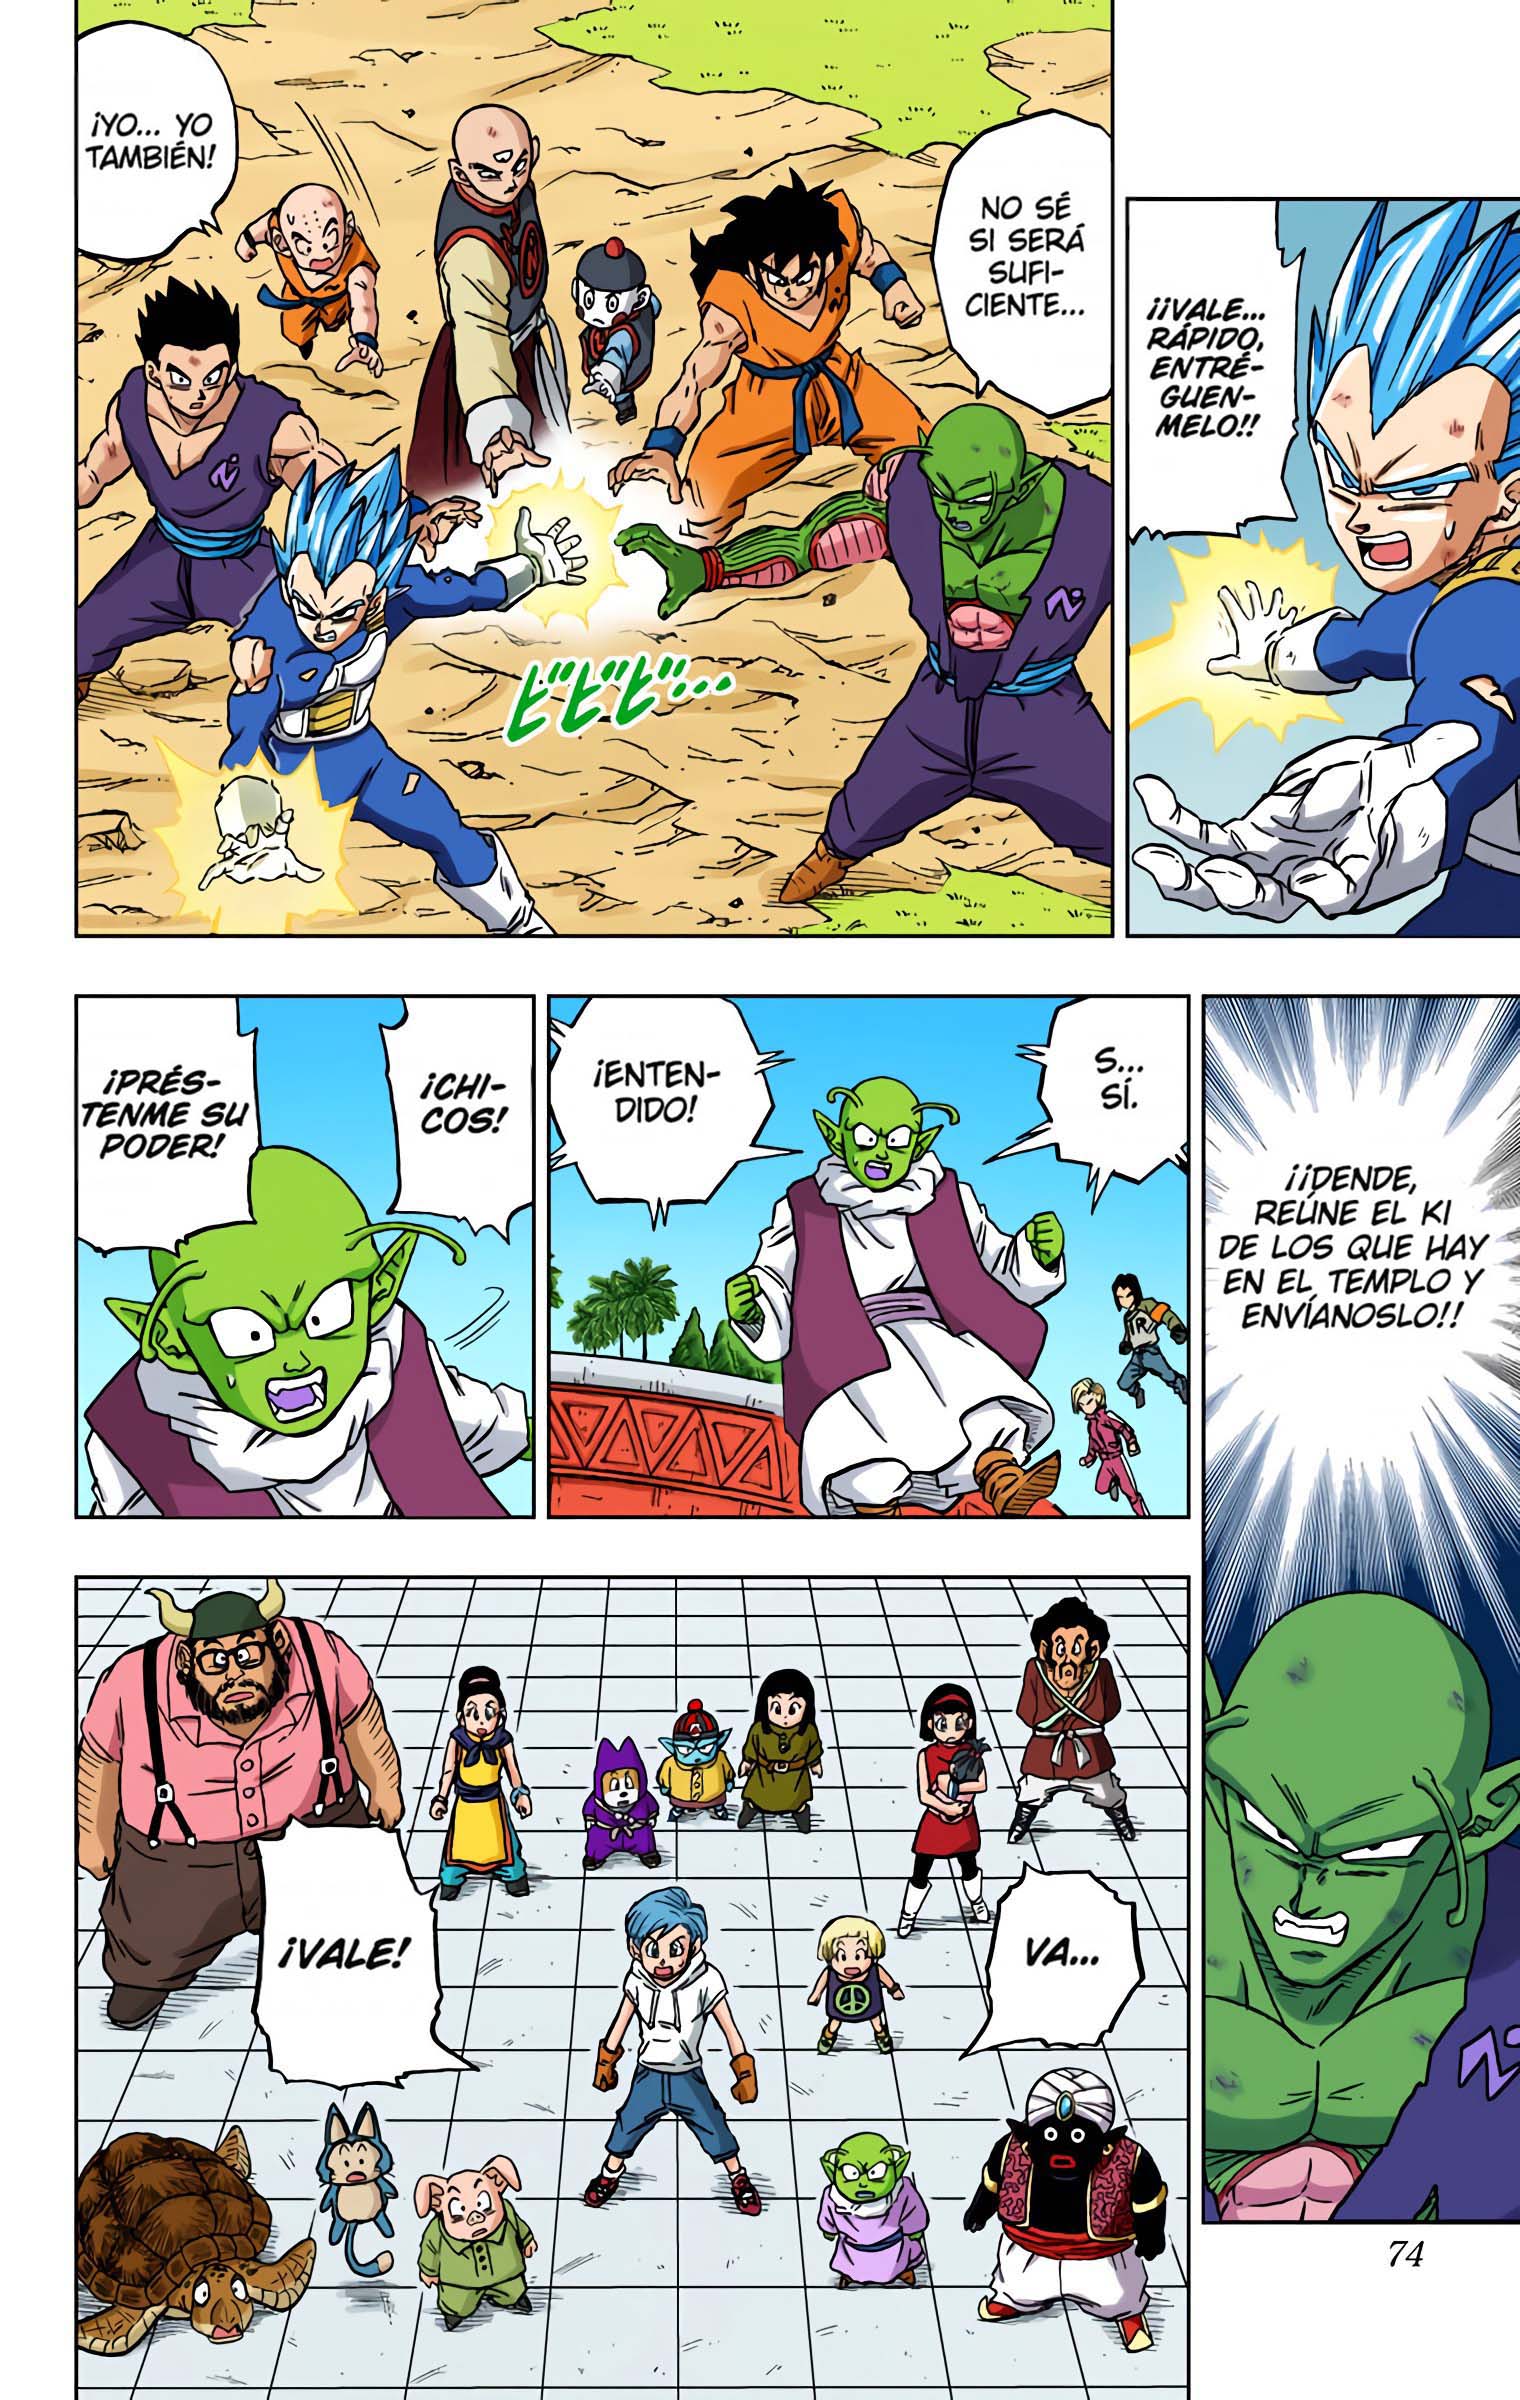 ¡¡VALE...
RÁPIDO,
ENTRÉ-
GUEN-
MELO!!
NO SÉ
SI SERÁ
SUFI-
CIENTE...
¡YO... YO
TAMBIÉN!
ビビビ…
¡¡DENDE,
REÚNE EL KI
DE LOS QUE HAY
EN EL TEMPLO Y
ENVÍANOSLO!!
S...
SÍ.
¡ENTEN-
DIDO!
¡CHI-
COS!
¡PRÉS-
TENME SU
PODER!
VA...
¡VALE!
74